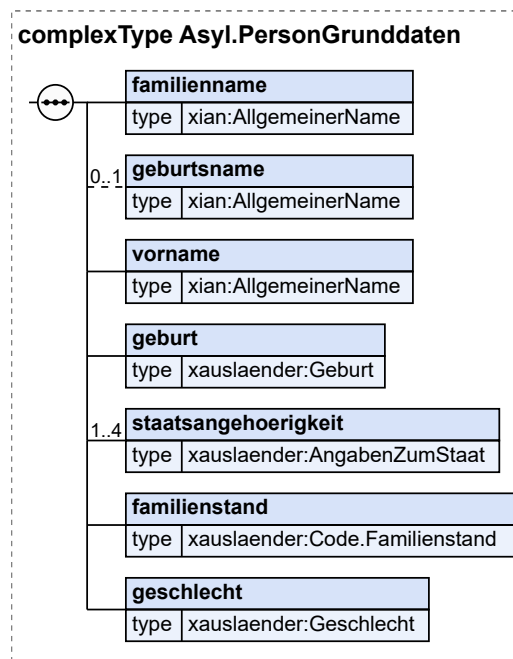 complexType Asyl.PersonGrunddaten
familienname
type xian:AllgemeinerName
0..1
geburtsname
type xian:AllgemeinerName
vorname
type xian:AllgemeinerName
geburt
type xauslaender:Geburt
1..4
staatsangehoerigkeit
type xauslaender:AngabenZumStaat
familienstand
type xauslaender:Code.Familienstand
geschlecht
type xauslaender:Geschlecht